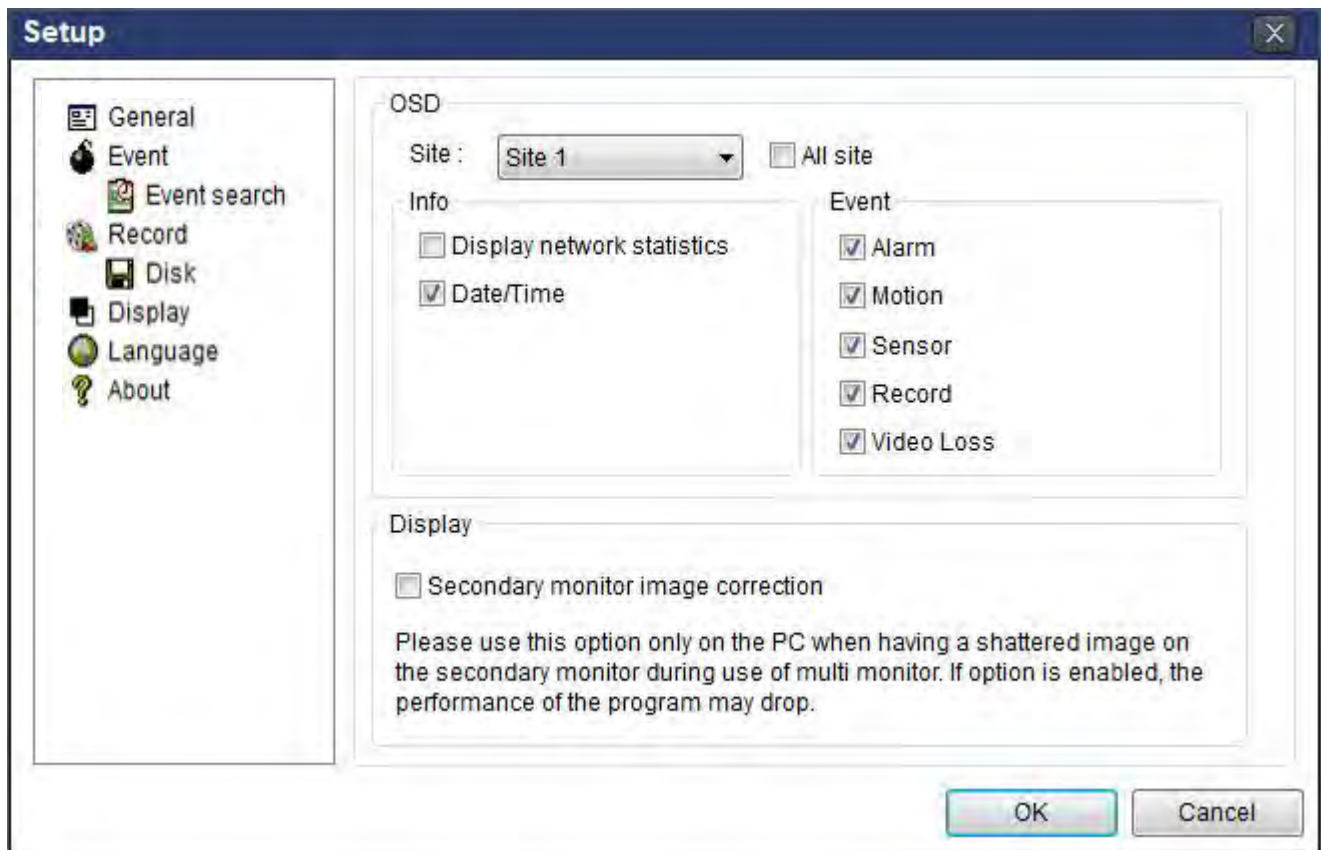 Setup
General
Event
Event search
Record
Disk
Display
Language
About
OSD
Site : Site 1 All site
Info
Display network statistics
Date/Time
Event
Alarm
Motion
Sensor
Record
Video Loss
Display
Secondary monitor image correction
Please use this option only on the PC when having a shattered image on
the secondary monitor during use of multi monitor. If option is enabled, the
performance of the program may drop.
OK Cancel